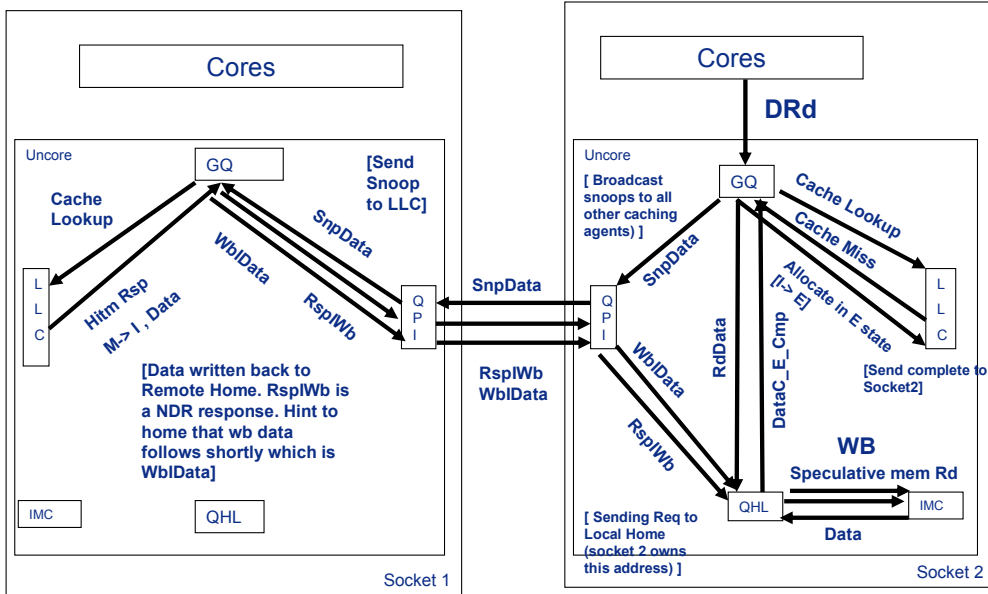 Cores
Uncore
GQ
[Send
Snoop
to LLC]
Cache
Lookup
SnpData
WblData
RspIWb
L
L
C
Hitm Rsp
M-> I , Data
Q
P
I
[Data written back to
Remote Home. RspIWb is
a NDR response. Hint to
home that wb data
follows shortly which is
WbIData]
IMC
QHL
Socket 1
SnpData
RspIWb
WbIData
Cores
DRd
Uncore
GQ
[ Broadcast
snoops to all
other caching
agents) ]
Cache Lookup
Cache Miss
Allocate in E state
[I-> E]
SnpData
Q
P
I
L
L
C
RdData
DataC_E_Cmp
WbIData
RspIWb
[Send complete to
Socket2]
WB
Speculative mem Rd
QHL
IMC
Data
[ Sending Req to
Local Home
(socket 2 owns
this address) ]
Socket 2